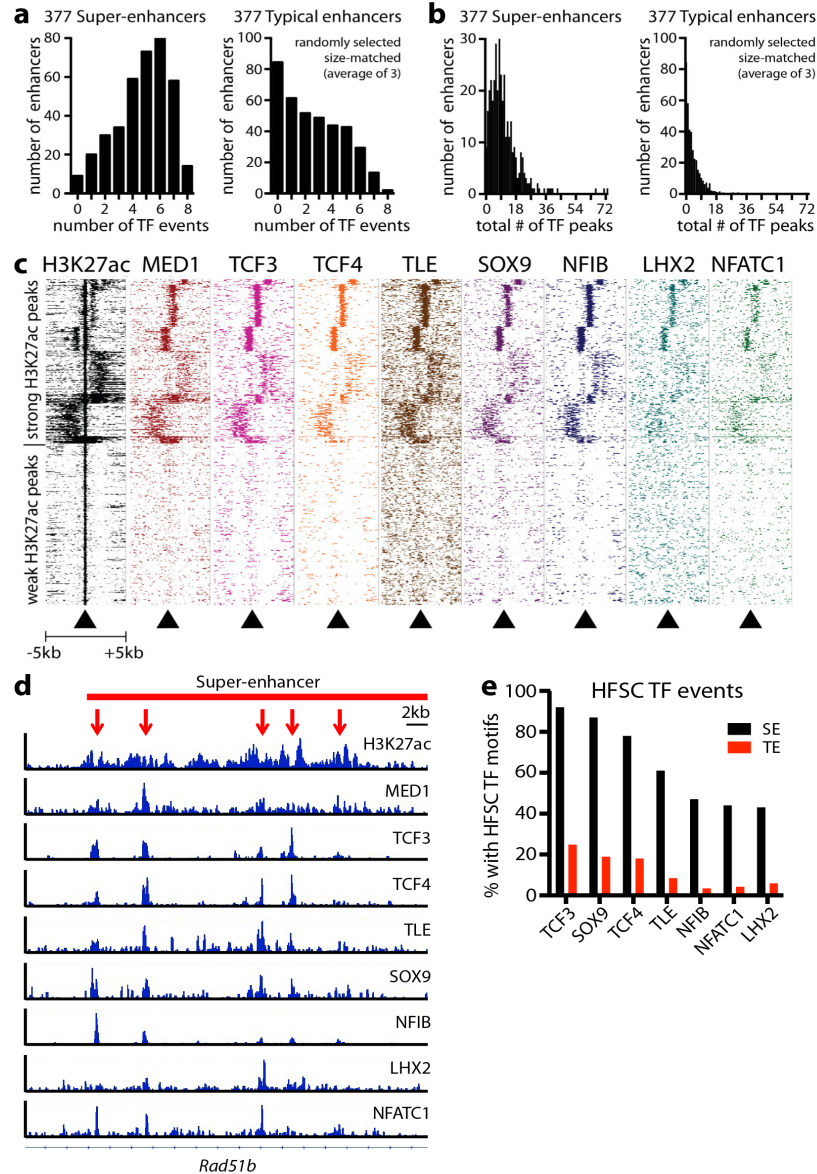 a
377 Super-enhancers
number of enhancers
80
60
40
20
0
0 2 4 6 8
number of TF events
377 Typical enhancers
randomly selected
size-matched
(average of 3)
number of enhancers
100
80
60
40
20
0
0 2 4 6 8
number of TF events
b
377 Super-enhancers
number of enhancers
30
20
10
0
0 18 36 54 72
total # of TF peaks
377 Typical enhancers
randomly selected
size-matched
(average of 3)
number of enhancers
100
80
60
40
20
0
0 18 36 54 72
total # of TF peaks
c
H3K27ac MED1 TCF3 TCF4 TLE SOX9 NFIB LHX2 NFATC1
strong H3K27ac peaks
weak H3K27ac peaks
-5kb +5kb
d
Super-enhancer
2kb
H3K27ac
MED1
TCF3
TCF4
TLE
SOX9
NFIB
LHX2
NFATC1
Rad51b
e
HFSC TF events
% with HFSC TF motifs
100
80
60
40
20
0
SE
TE
TCF3
SOX9
TCF4
TLE
NFIB
NFATC1
LHX2